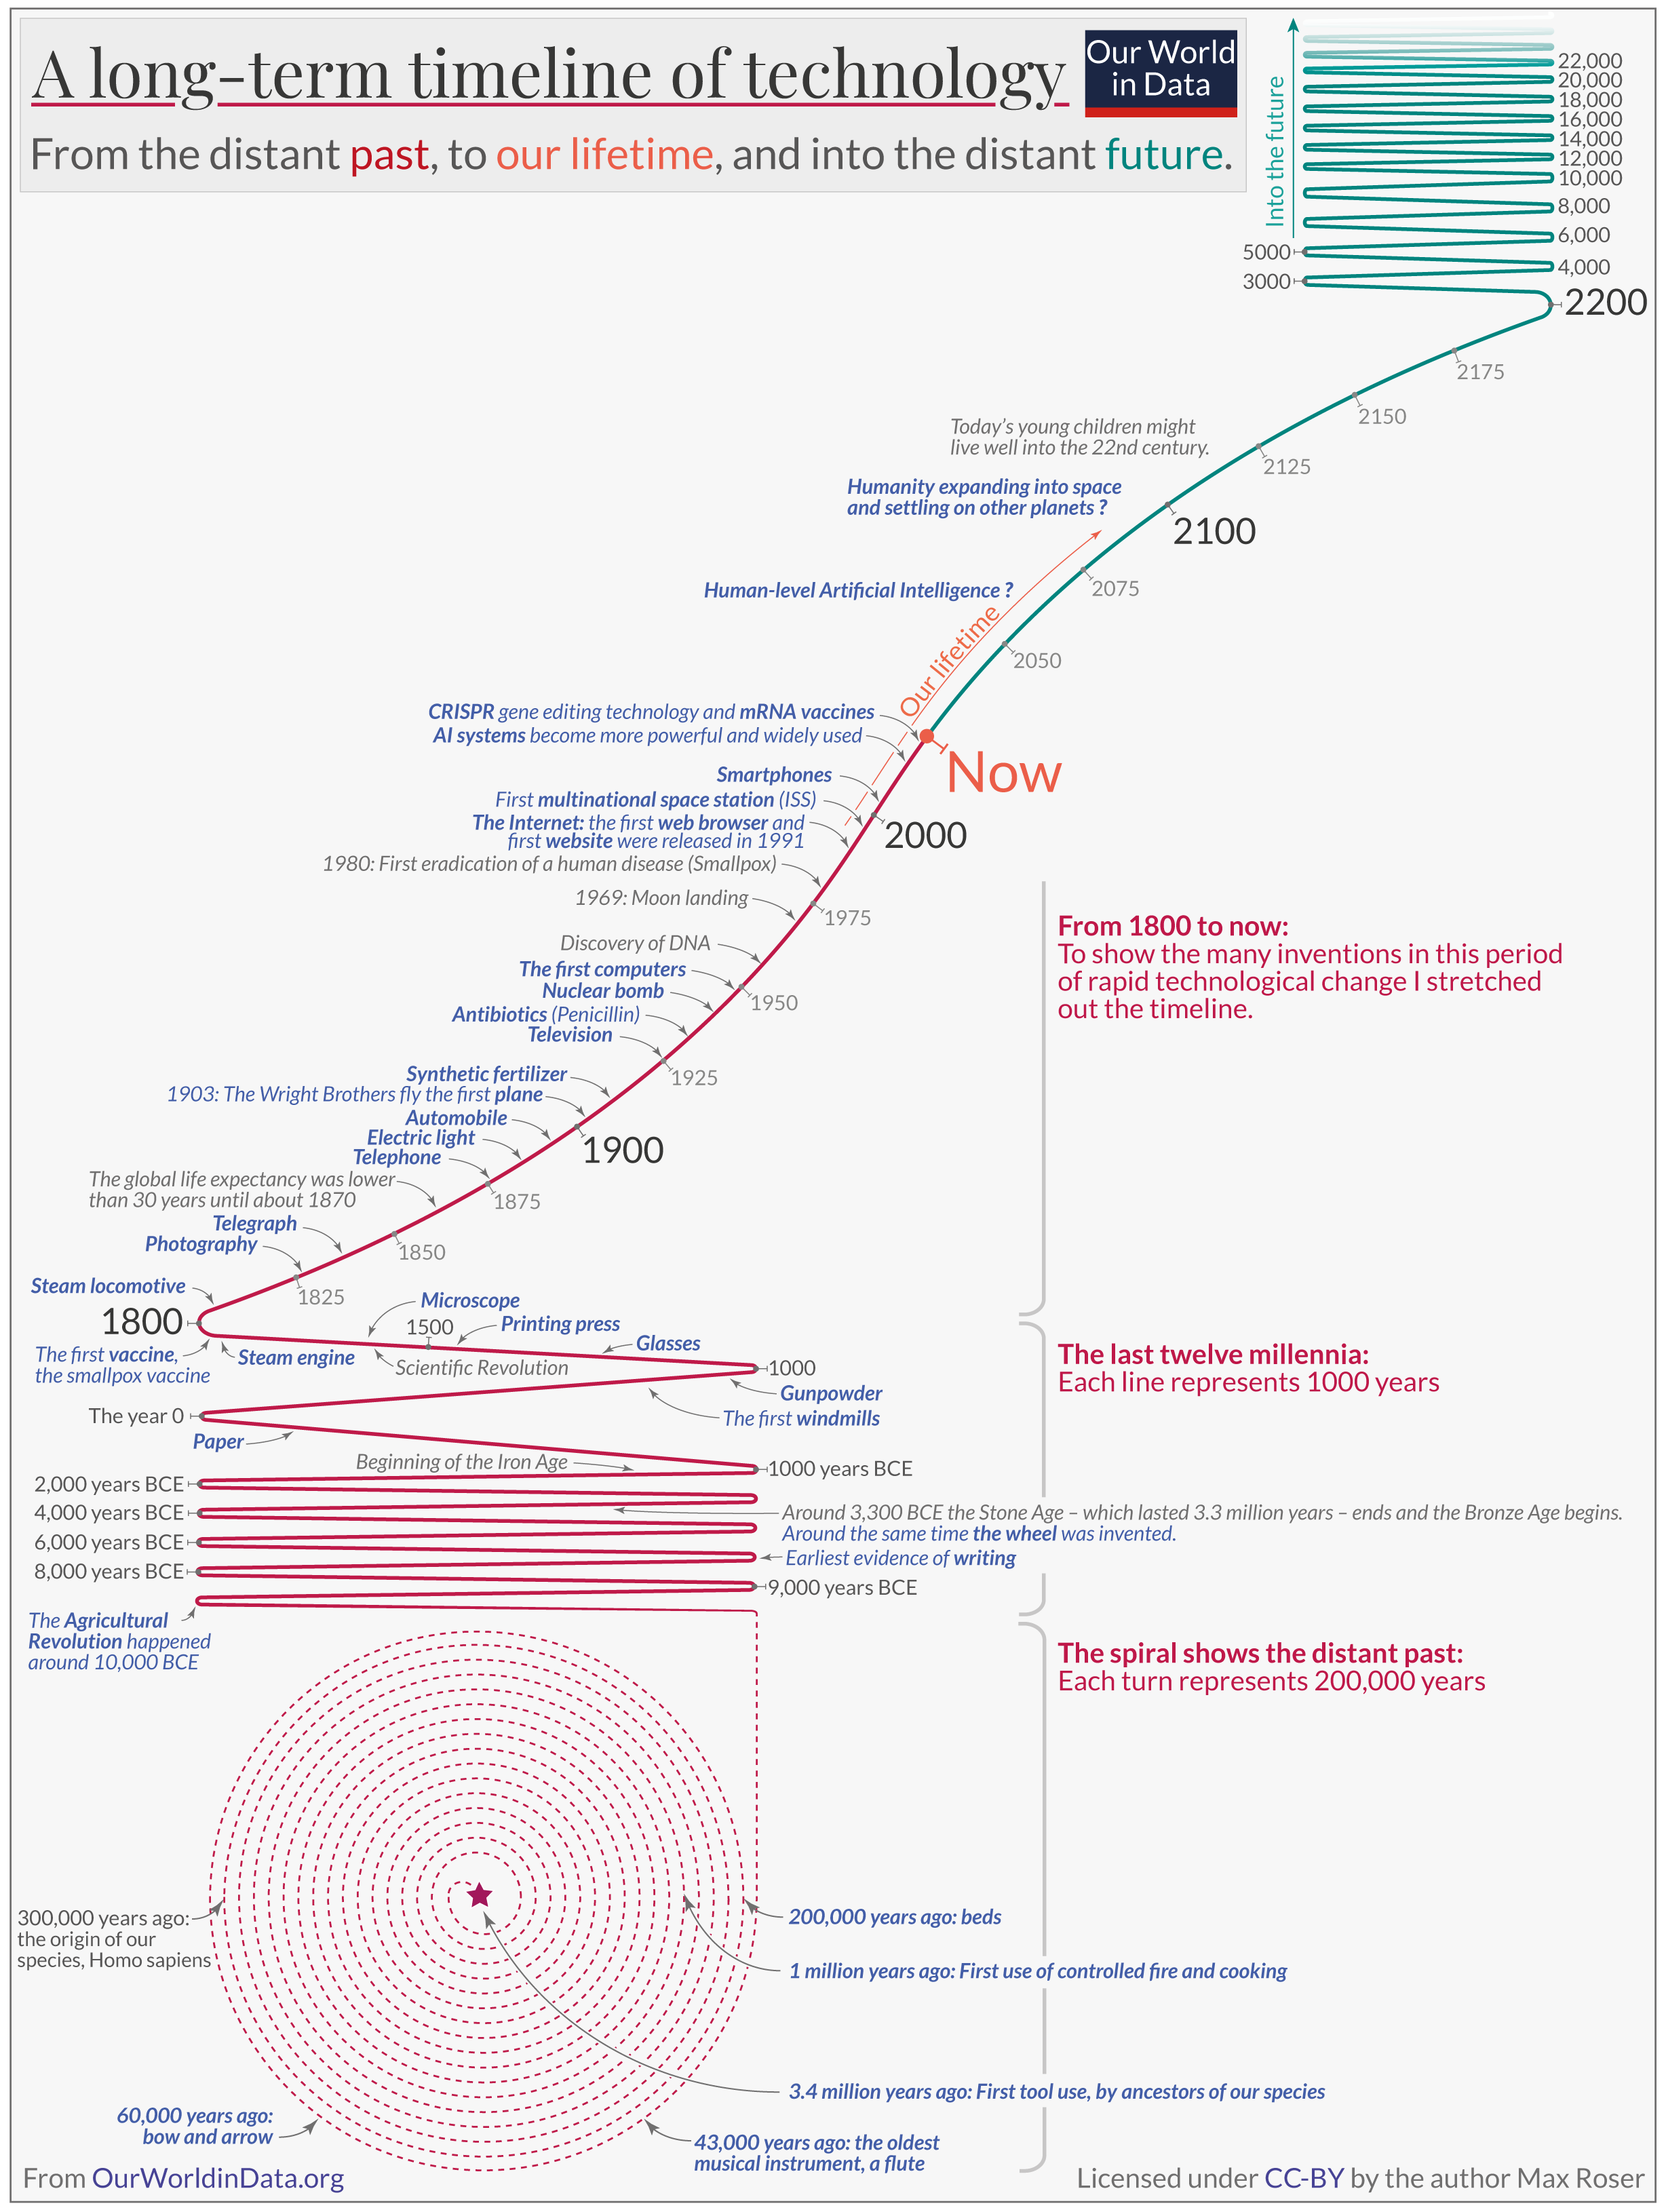 A long-term timeline of technology
Our World
in Data
From the distant past, to our lifetime, and into the distant future.
Into the future
22,000
20,000
18,000
16,000
14,000
12,000
10,000
8,000
6,000
5000
4,000
3000
2200
2175
2150
Today’s young children might
live well into the 22nd century.
2125
Humanity expanding into space
and settling on other planets ?
2100
Human-level Artificial Intelligence ?
2075
Our lifetime
2050
CRISPR gene editing technology and mRNA vaccines
AI systems become more powerful and widely used
Now
Smartphones
First multinational space station (ISS)
The Internet: the first web browser and
first website were released in 1991
2000
1980: First eradication of a human disease (Smallpox)
1969: Moon landing
1975
From 1800 to now:
To show the many inventions in this period
of rapid technological change I stretched
out the timeline.
Discovery of DNA
The first computers
Nuclear bomb
1950
Antibiotics (Penicillin)
Television
Synthetic fertilizer
1925
1903: The Wright Brothers fly the first plane
Automobile
Electric light
1900
Telephone
The global life expectancy was lower
than 30 years until about 1870
1875
Telegraph
Photography
1850
Steam locomotive
1825
1800
Microscope
1500
Printing press
Glasses
The first vaccine,
the smallpox vaccine
Steam engine
Scientific Revolution
1000
The last twelve millennia:
Each line represents 1000 years
Gunpowder
The year 0
The first windmills
Paper
Beginning of the Iron Age
1000 years BCE
2,000 years BCE
4,000 years BCE
Around 3,300 BCE the Stone Age – which lasted 3.3 million years – ends and the Bronze Age begins.
Around the same time the wheel was invented.
6,000 years BCE
Earliest evidence of writing
8,000 years BCE
9,000 years BCE
The Agricultural
Revolution happened
around 10,000 BCE
The spiral shows the distant past:
Each turn represents 200,000 years
300,000 years ago:
the origin of our
species, Homo sapiens
200,000 years ago: beds
1 million years ago: First use of controlled fire and cooking
3.4 million years ago: First tool use, by ancestors of our species
60,000 years ago:
bow and arrow
43,000 years ago: the oldest
musical instrument, a flute
From OurWorldinData.org
Licensed under CC-BY by the author Max Roser